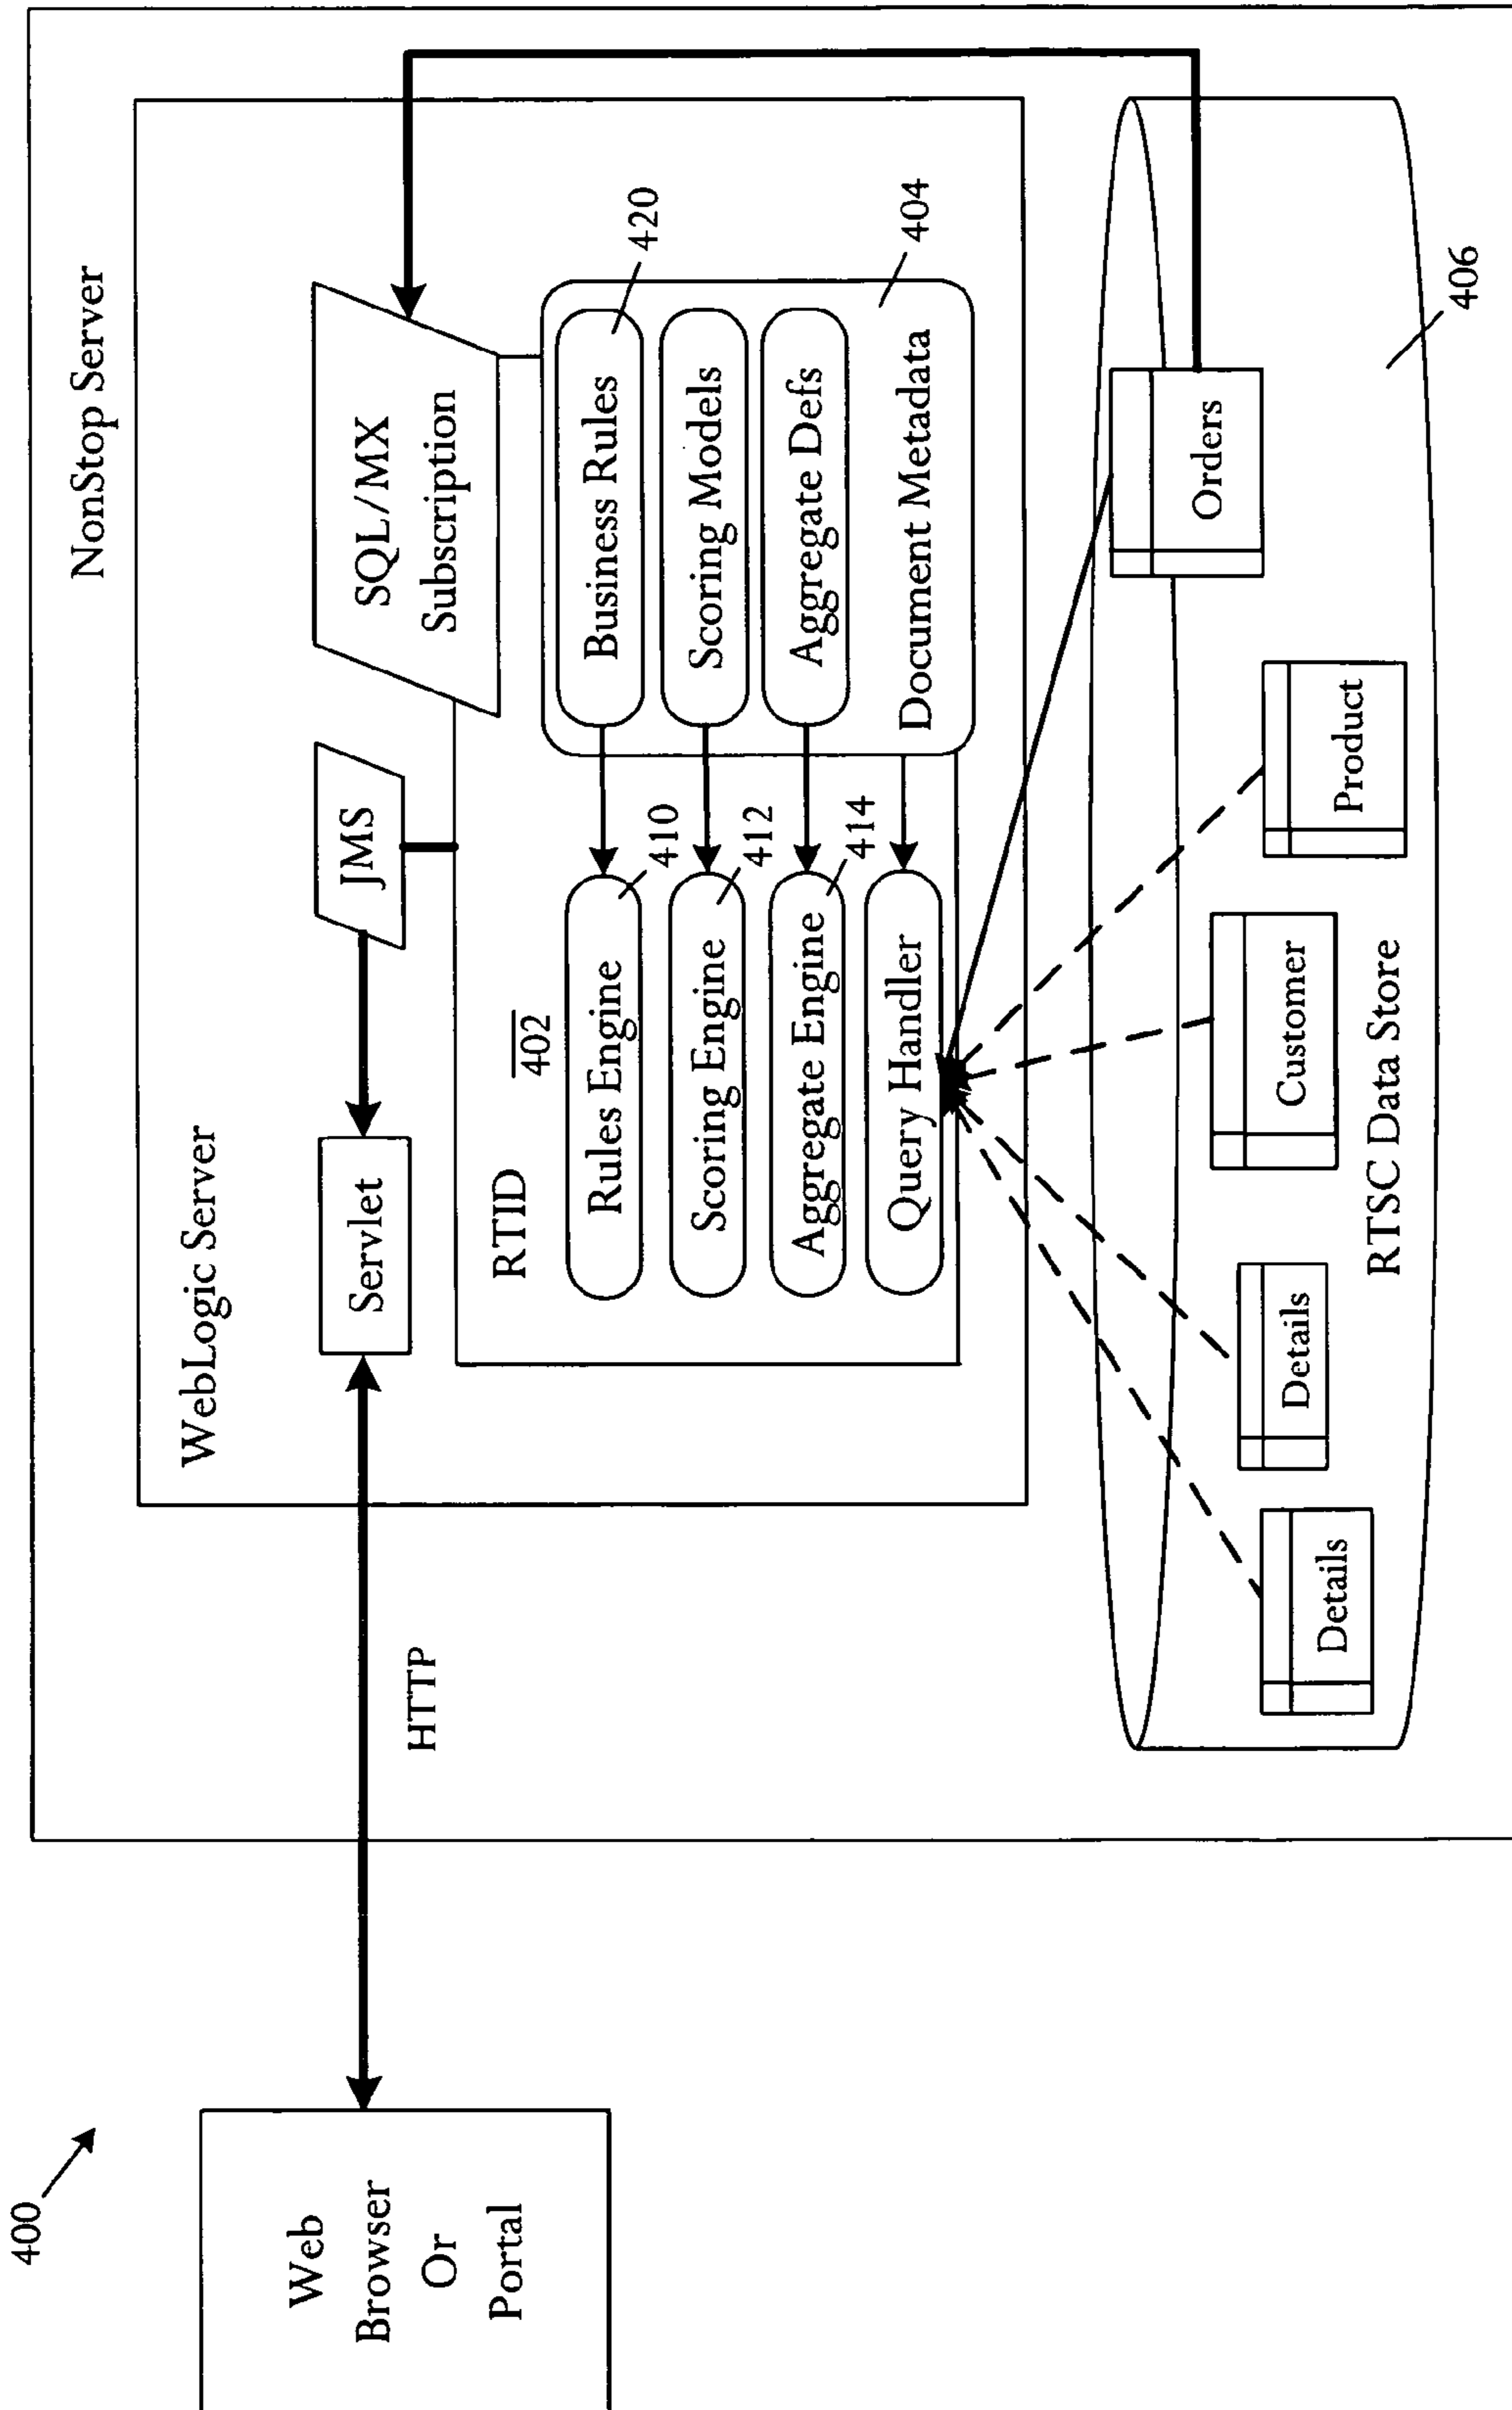 400
Web
Browser
Or
Portal
HTTP
NonStop Server
WebLogic Server
Servlet
JMS
SQL/MX
Subscription
RTID
402
Rules Engine
410
Scoring Engine
412
Aggregate Engine
414
Query Handler
Business Rules
420
Scoring Models
Aggregate Defs
Document Metadata
404
Details
Details
Customer
Product
Orders
RTSC Data Store
406